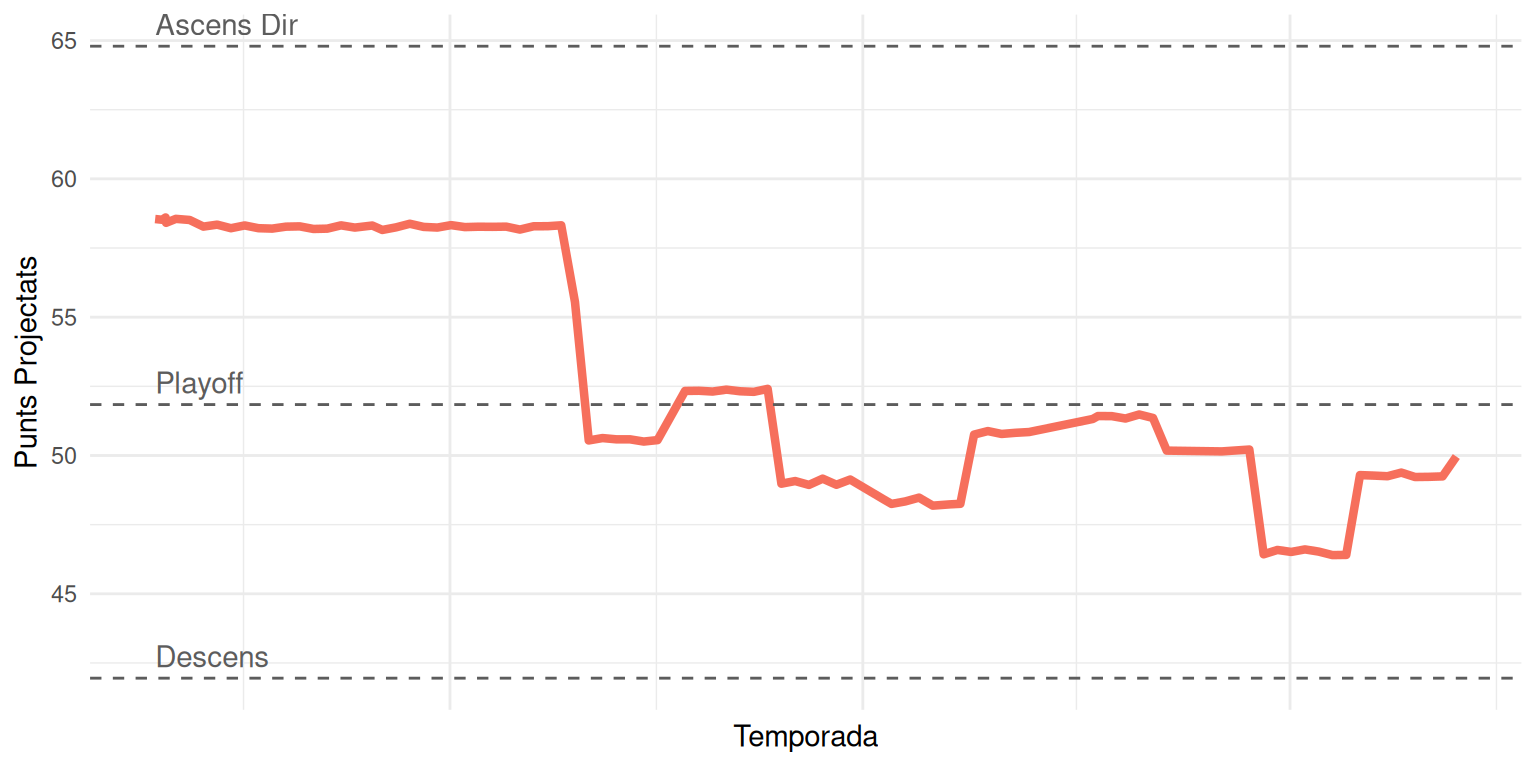 Ascens Dir
65
60
55
Playoff
50
45
Descens
Punts Projectats
Temporada